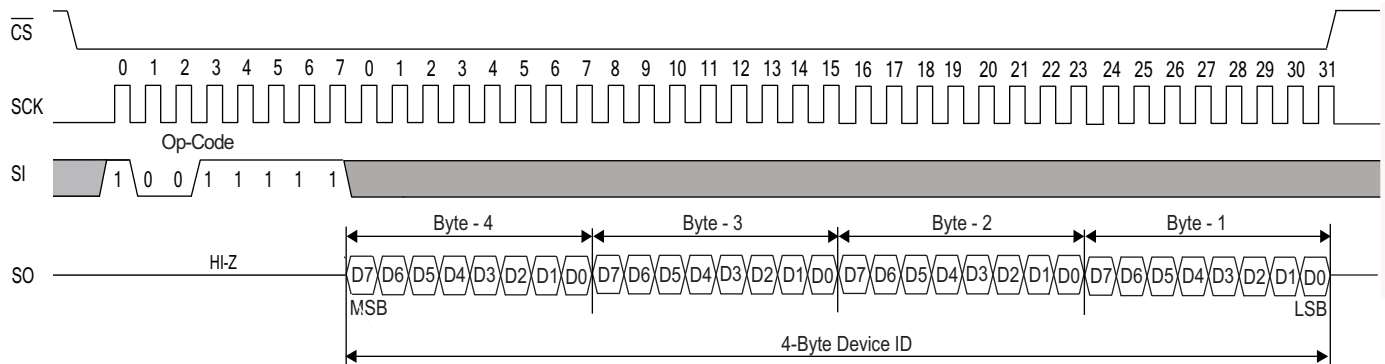 CS
0 1 2 3 4 5 6 7 0 1 2 3 4 5 6 7 8 9 10 11 12 13 14 15 16 17 18 19 20 21 22 23 24 25 26 27 28 29 30 31
SCK
Op-Code
SI 1 0 0 1 1 1 1 1
Byte - 4 Byte - 3 Byte - 2 Byte - 1
SO HI-Z D7 D6 D5 D4 D3 D2 D1 D0 D7 D6 D5 D4 D3 D2 D1 D0 D7 D6 D5 D4 D3 D2 D1 D0 D7 D6 D5 D4 D3 D2 D1 D0
MSB LSB
4-Byte Device ID